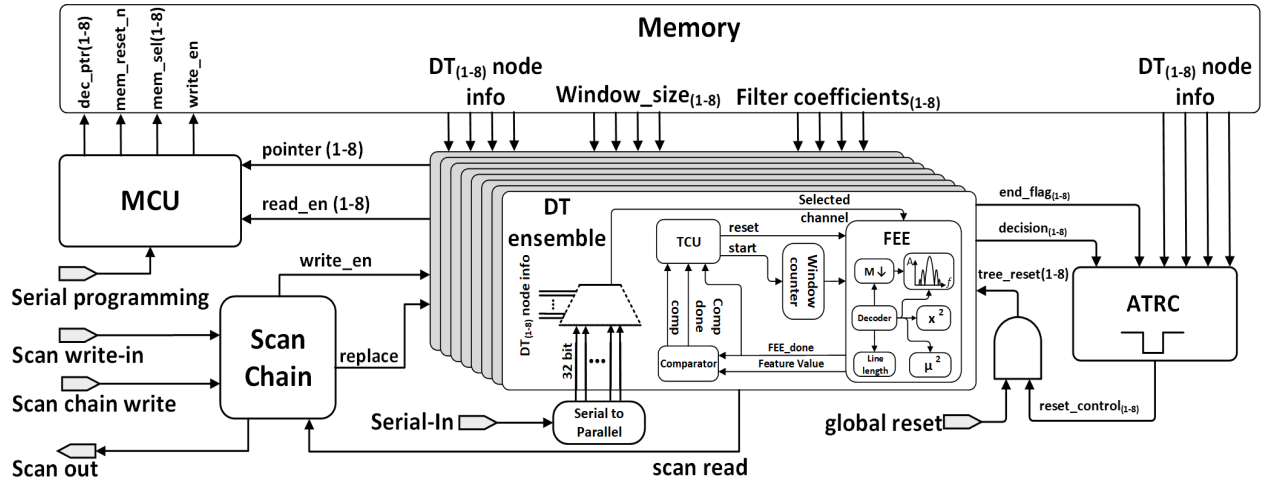 Memory
dec_ptr(1-8)
mem_reset_n
mem_sel(1-8)
write_en
DT(1-8) node
info
Window_size(1-8)
Filter coefficients(1-8)
DT(1-8) node
info
MCU
pointer (1-8)
read_en (1-8)
Serial programming
write_en
Scan write-in
Scan
Chain
replace
Scan chain write
Scan out
scan read
DT
ensemble
Selected
channel
TCU
reset
start
Window
counter
FEE
M ↓
A
f
Decoder
x 2
Line
length
μ 2
DT(1-8) node info
32 bit
comp
Comp
done
Comparator
FEE_done
Feature Value
Serial-In
Serial to
Parallel
end_flag(1-8)
decision(1-8)
tree_reset(1-8)
ATRC
global reset
reset_control(1-8)